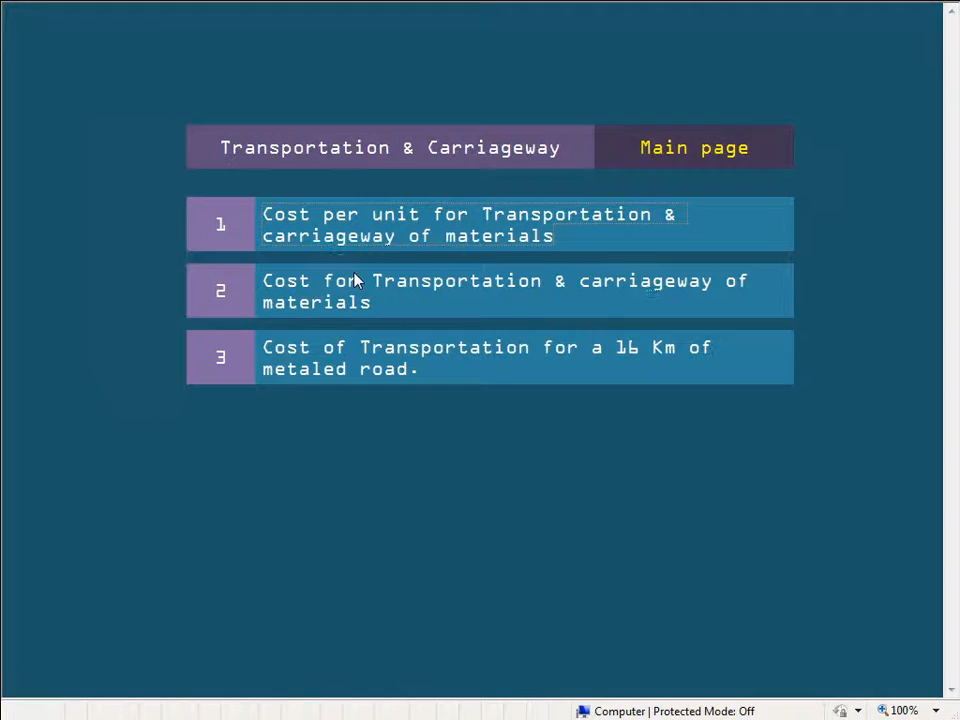 Transportation & Carriageway Main page
1 Cost per unit for Transportation &
carriageway of materials
2 Cost for Transportation & carriageway of
materials
3 Cost of Transportation for a 16 Km of
metaled road.
Computer | Protected Mode: Off 100%